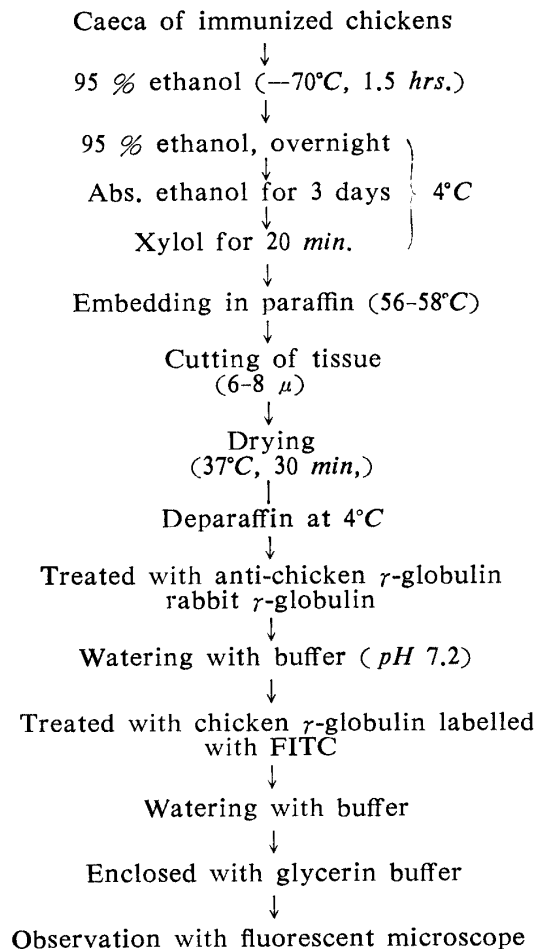 Caeca of immunized chickens
↓
95 % ethanol (—70°C, 1.5 hrs.)
↓
95 % ethanol, overnight
↓
Abs. ethanol for 3 days 4°C
↓
Xylol for 20 min.
↓
Embedding in paraffin (56-58°C)
↓
Cutting of tissue
(6-8 μ)
↓
Drying
(37°C, 30 min,)
|
Deparaffin at 4°C
↓
Treated with anti-chicken γ-globulin
rabbit γ-globulin
↓
Watering with buffer ( pH 7.2)
↓
Treated with chicken γ-globulin labelled
with FITC
↓
Watering with buffer
↓
Enclosed with glycerin buffer
↓
Observation with fluorescent microscope